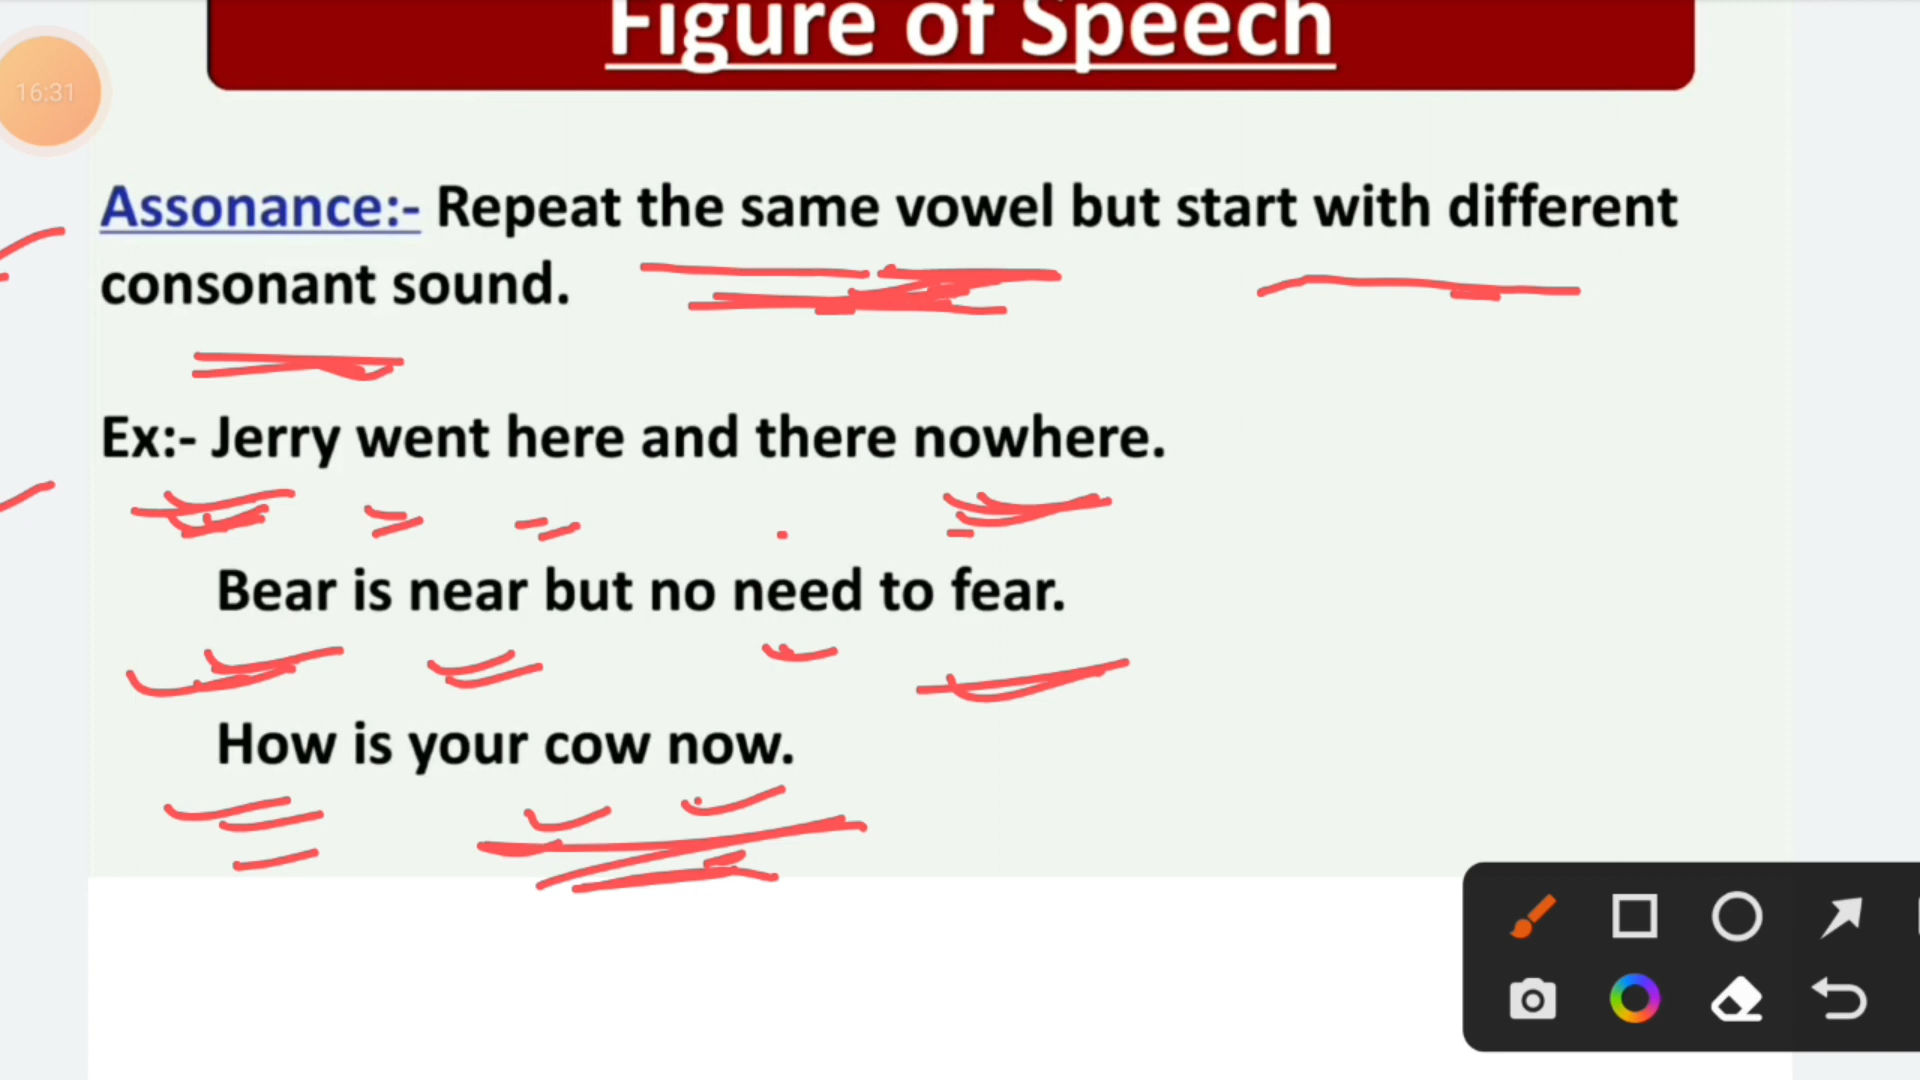 Figure of Speech
16:31
Assonance:- Repeat the same vowel but start with different
consonant sound.
Ex:- Jerry went here and there nowhere.
Bear is near but no need to fear.
How is your cow now.